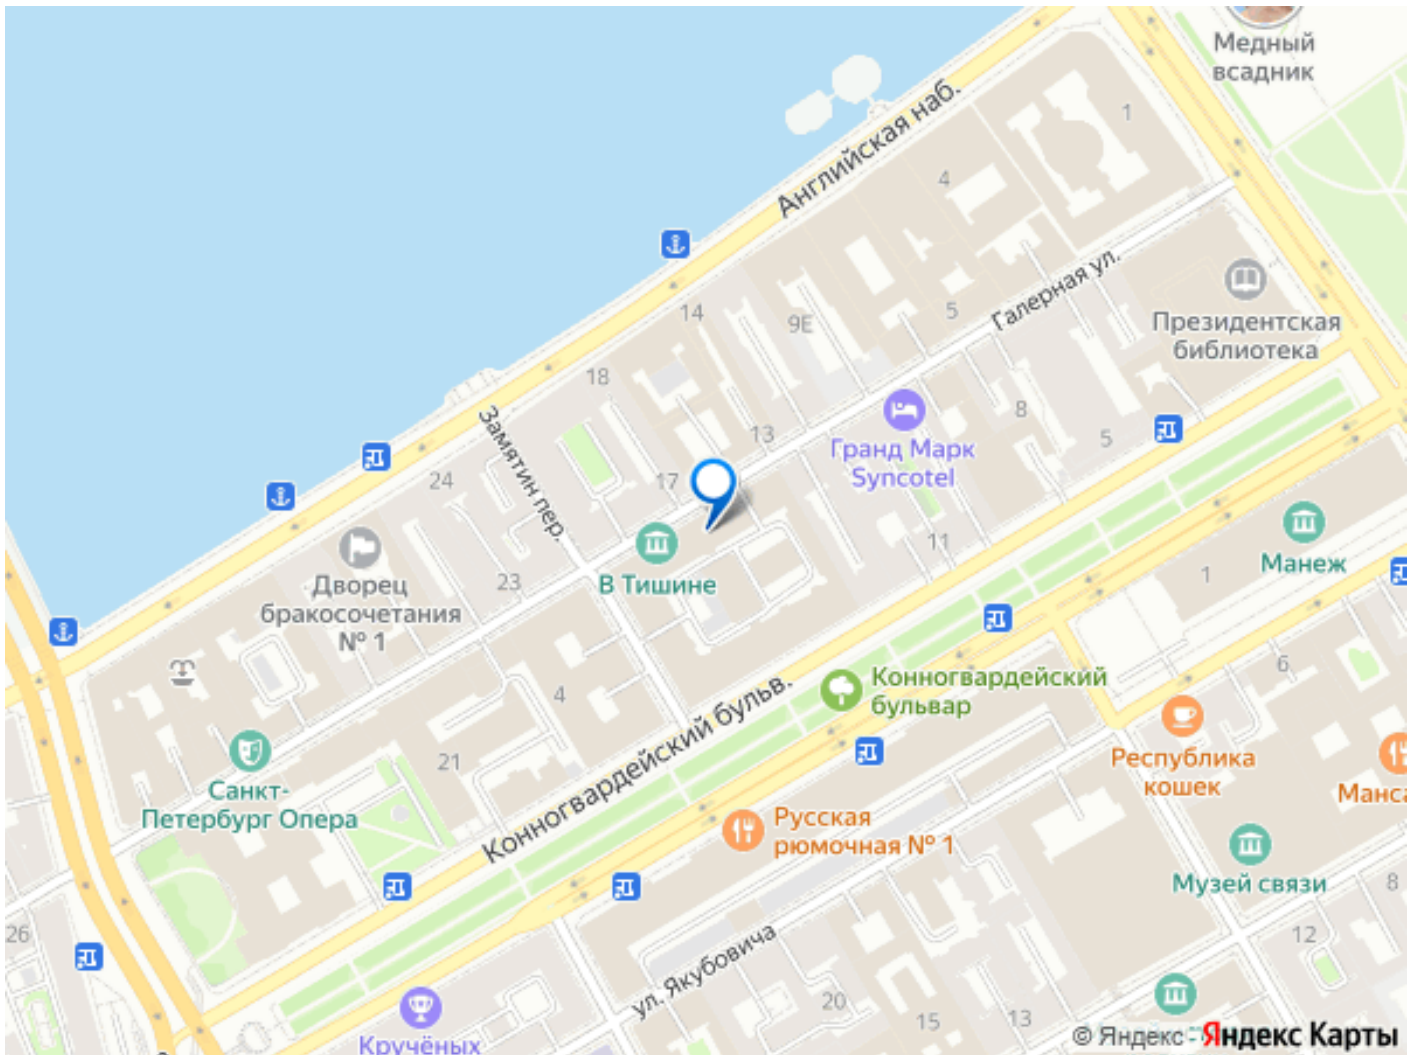 Медный
всадник
1
Английская наб.
4
Галерная ул.
5
14
9Е
Президентская
библиотека
18
8
13
Гранд Марк
Syncotel
5
Замятин пер.
24
17
11
Манеж
1
В Тишине
Дворец
бракосочетания
№ 1
23
6
Конногвардейский
бульвар
4
Конногвардейский бульв.
21
Республика
кошек
Санкт-
Петербург Опера
Манса
Русская
рюмочная № 1
Музей связи
8
26
12
ул. Якубовича
20
15
13
Кручёных
© Яндекс - Яндекс Карты